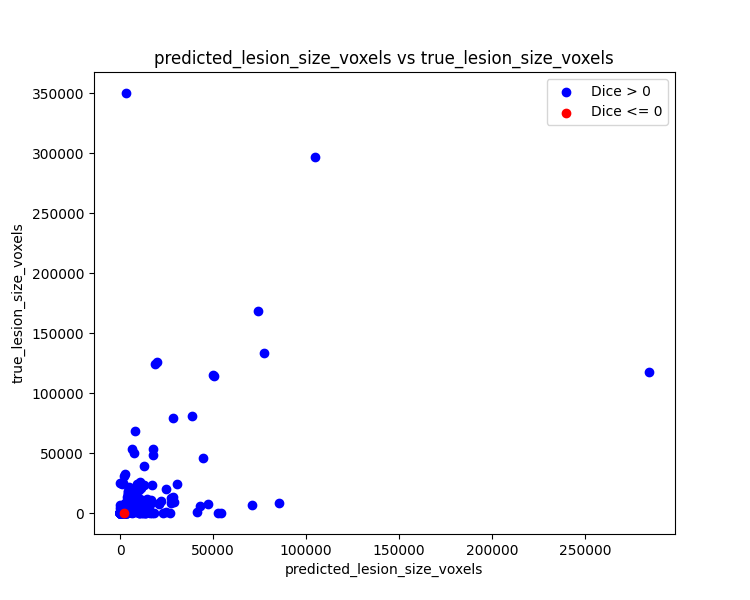 predicted_lesion_size_voxels vs true_lesion_size_voxels
Dice > 0
Dice <= 0
350000
300000
250000
200000
150000
100000
50000
0
true_lesion_size_voxels
0
50000
100000
150000
200000
250000
predicted_lesion_size_voxels